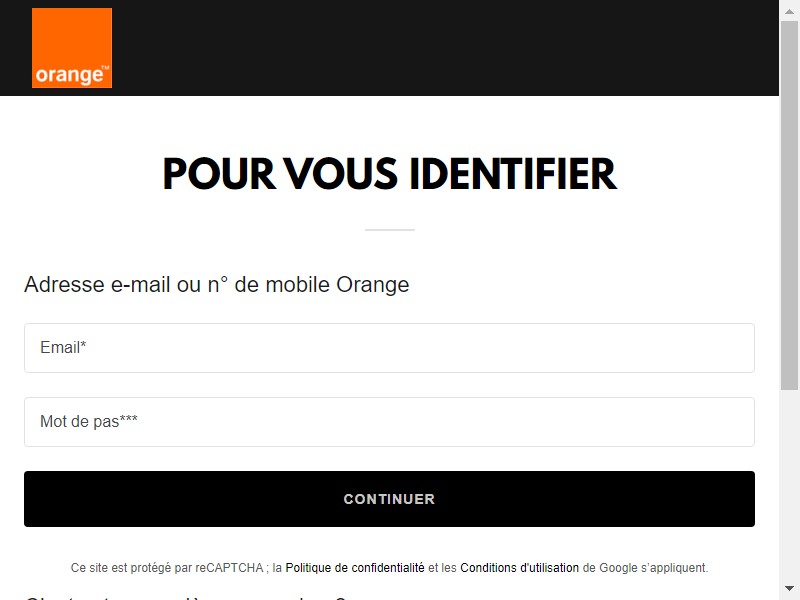 orange™
POUR VOUS IDENTIFIER
Adresse e-mail ou n° de mobile Orange
Email*
Mot de pas***
CONTINUER
Ce site est protégé par reCAPTCHA ; la Politique de confidentialité et les Conditions d'utilisation de Google s’appliquent.